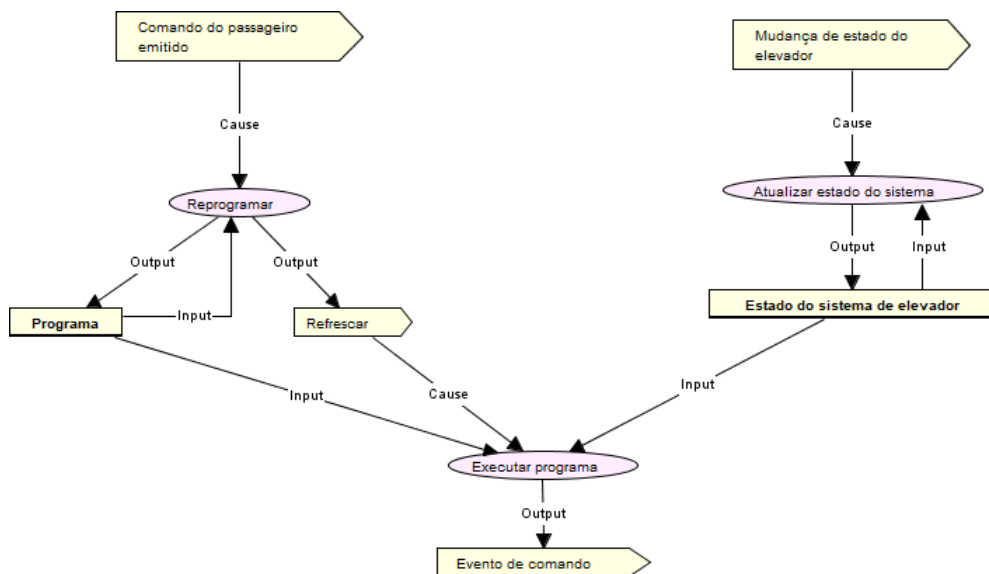 Comando do passageiro
emitido
Mudança de estado do
elevador
Cause
Cause
Reprogramar
Atualizar estado do sistema
Output
Output
Output
Input
Programa
Input
Refrescar
Estado do sistema de elevador
Input
Cause
Input
Executar programa
Output
Evento de comando